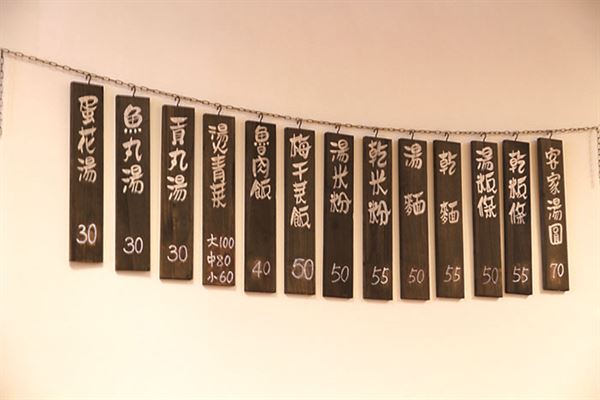 客家湯圓 70
乾粄條 55
湯粄條 50
乾麵 55
湯麵 50
乾米粉 55
湯米粉 50
梅干菜飯 50
魯肉飯 40
燙青菜
大100
中80
小60
貢丸湯 30
魚丸湯 30
蛋花湯 30